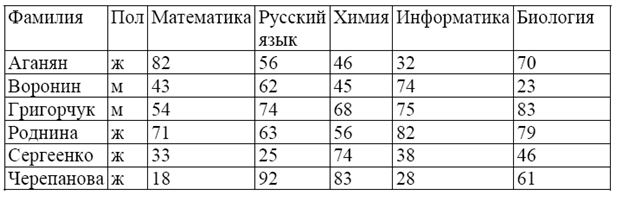 Фамилия Пол Математика Русский язык Химия Информатика Биология
Аганян ж 82 56 46 32 70
Воронин м 43 62 45 74 23
Григорчук м 54 74 68 75 83
Роднина ж 71 63 56 82 79
Сергеенко ж 33 25 74 38 46
Черепанова ж 18 92 83 28 61